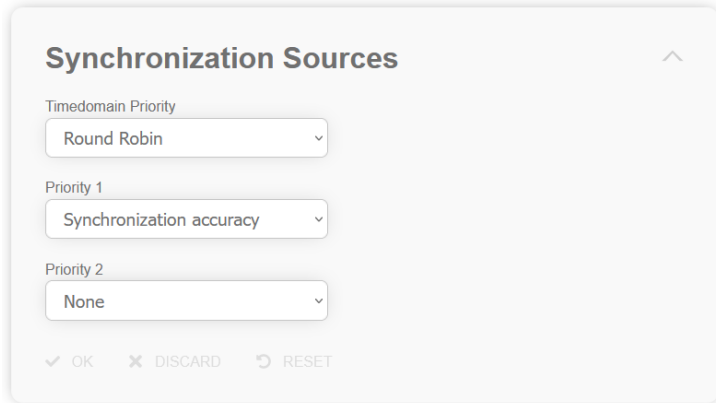 Synchronization Sources
Timedomain Priority
Round Robin
Priority 1
Synchronization accuracy
Priority 2
None
OK DISCARD RESET